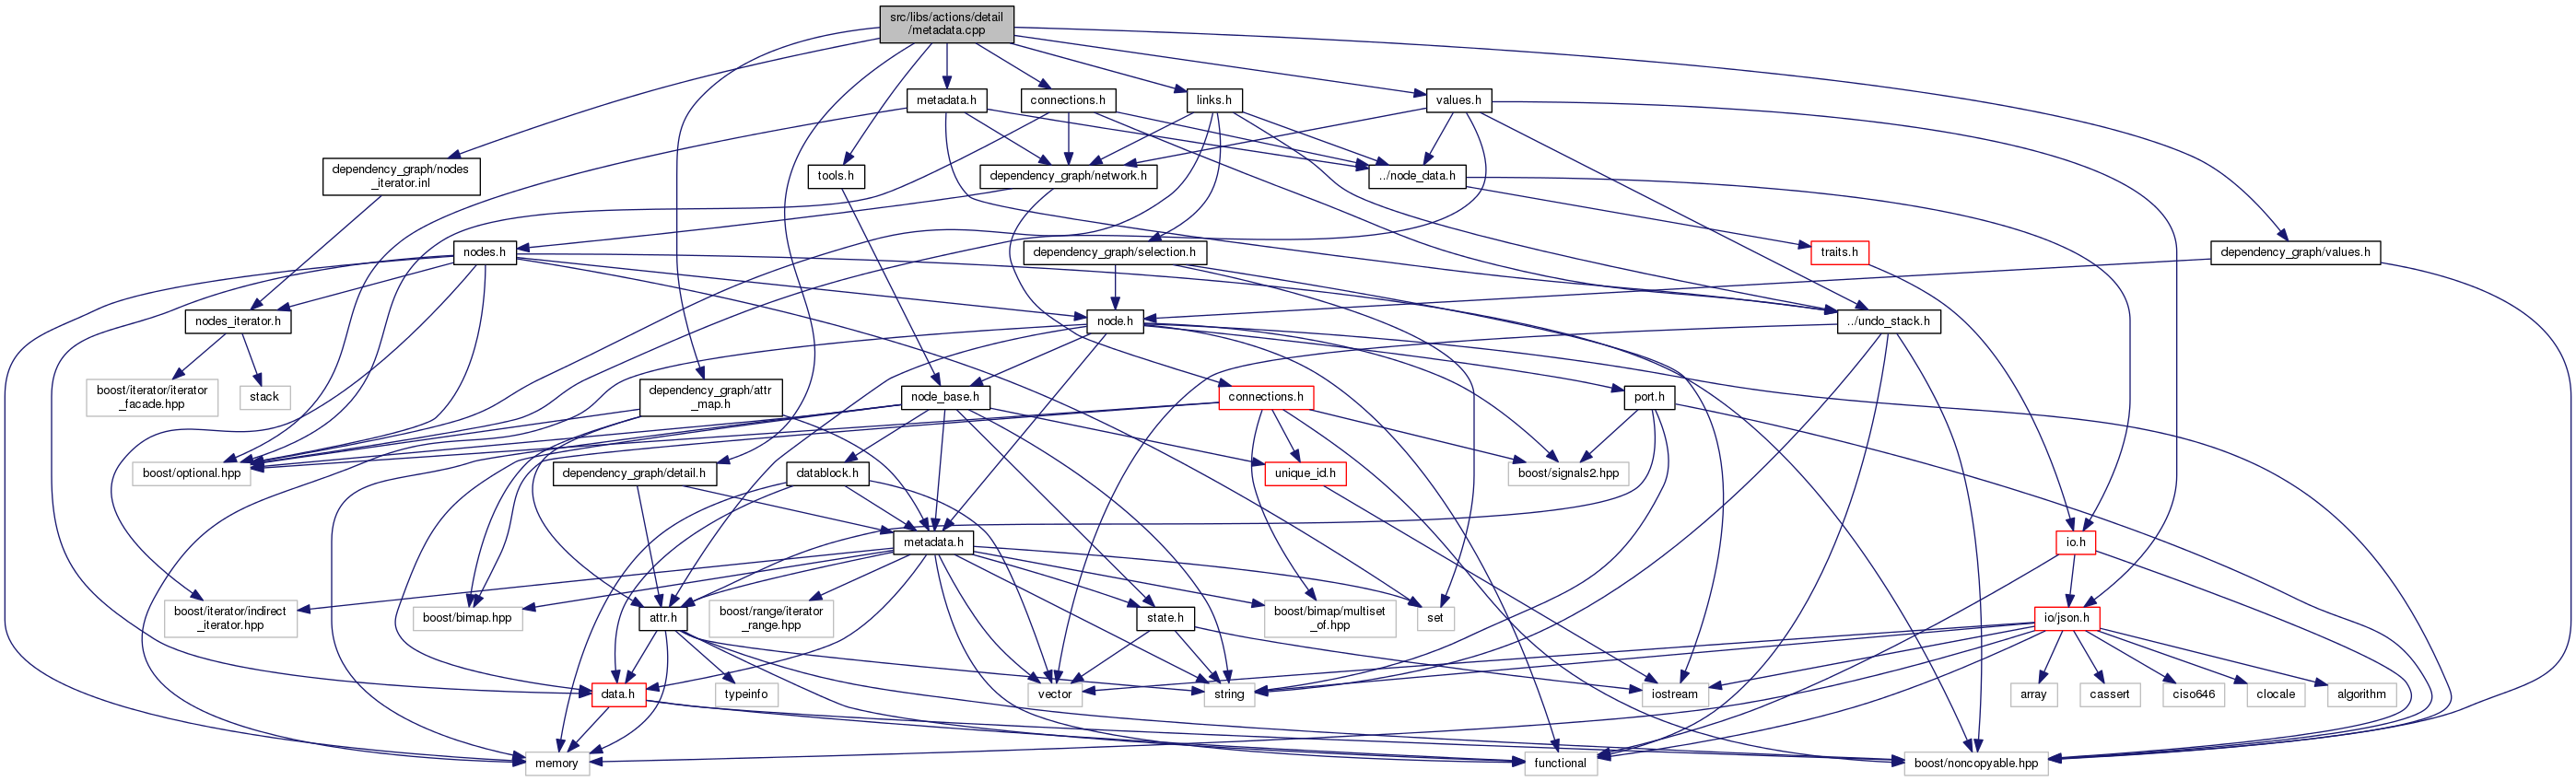 src/libs/actions/detail
/metadata.cpp
metadata.h
connections.h
links.h
values.h
dependency_graph/nodes
_iterator.inl
tools.h
dependency_graph/network.h
../node_data.h
nodes.h
dependency_graph/selection.h
traits.h
dependency_graph/values.h
nodes_iterator.h
node.h
../undo_stack.h
boost/iterator/iterator
_facade.hpp
stack
dependency_graph/attr
_map.h
node_base.h
connections.h
port.h
boost/optional.hpp
dependency_graph/detail.h
datablock.h
unique_id.h
boost/signals2.hpp
metadata.h
io.h
boost/iterator/indirect
_iterator.hpp
boost/bimap.hpp
attr.h
boost/range/iterator
_range.hpp
state.h
boost/bimap/multiset
_of.hpp
set
io/json.h
data.h
typeinfo
vector
string
iostream
array
cassert
ciso646
clocale
algorithm
memory
functional
boost/noncopyable.hpp